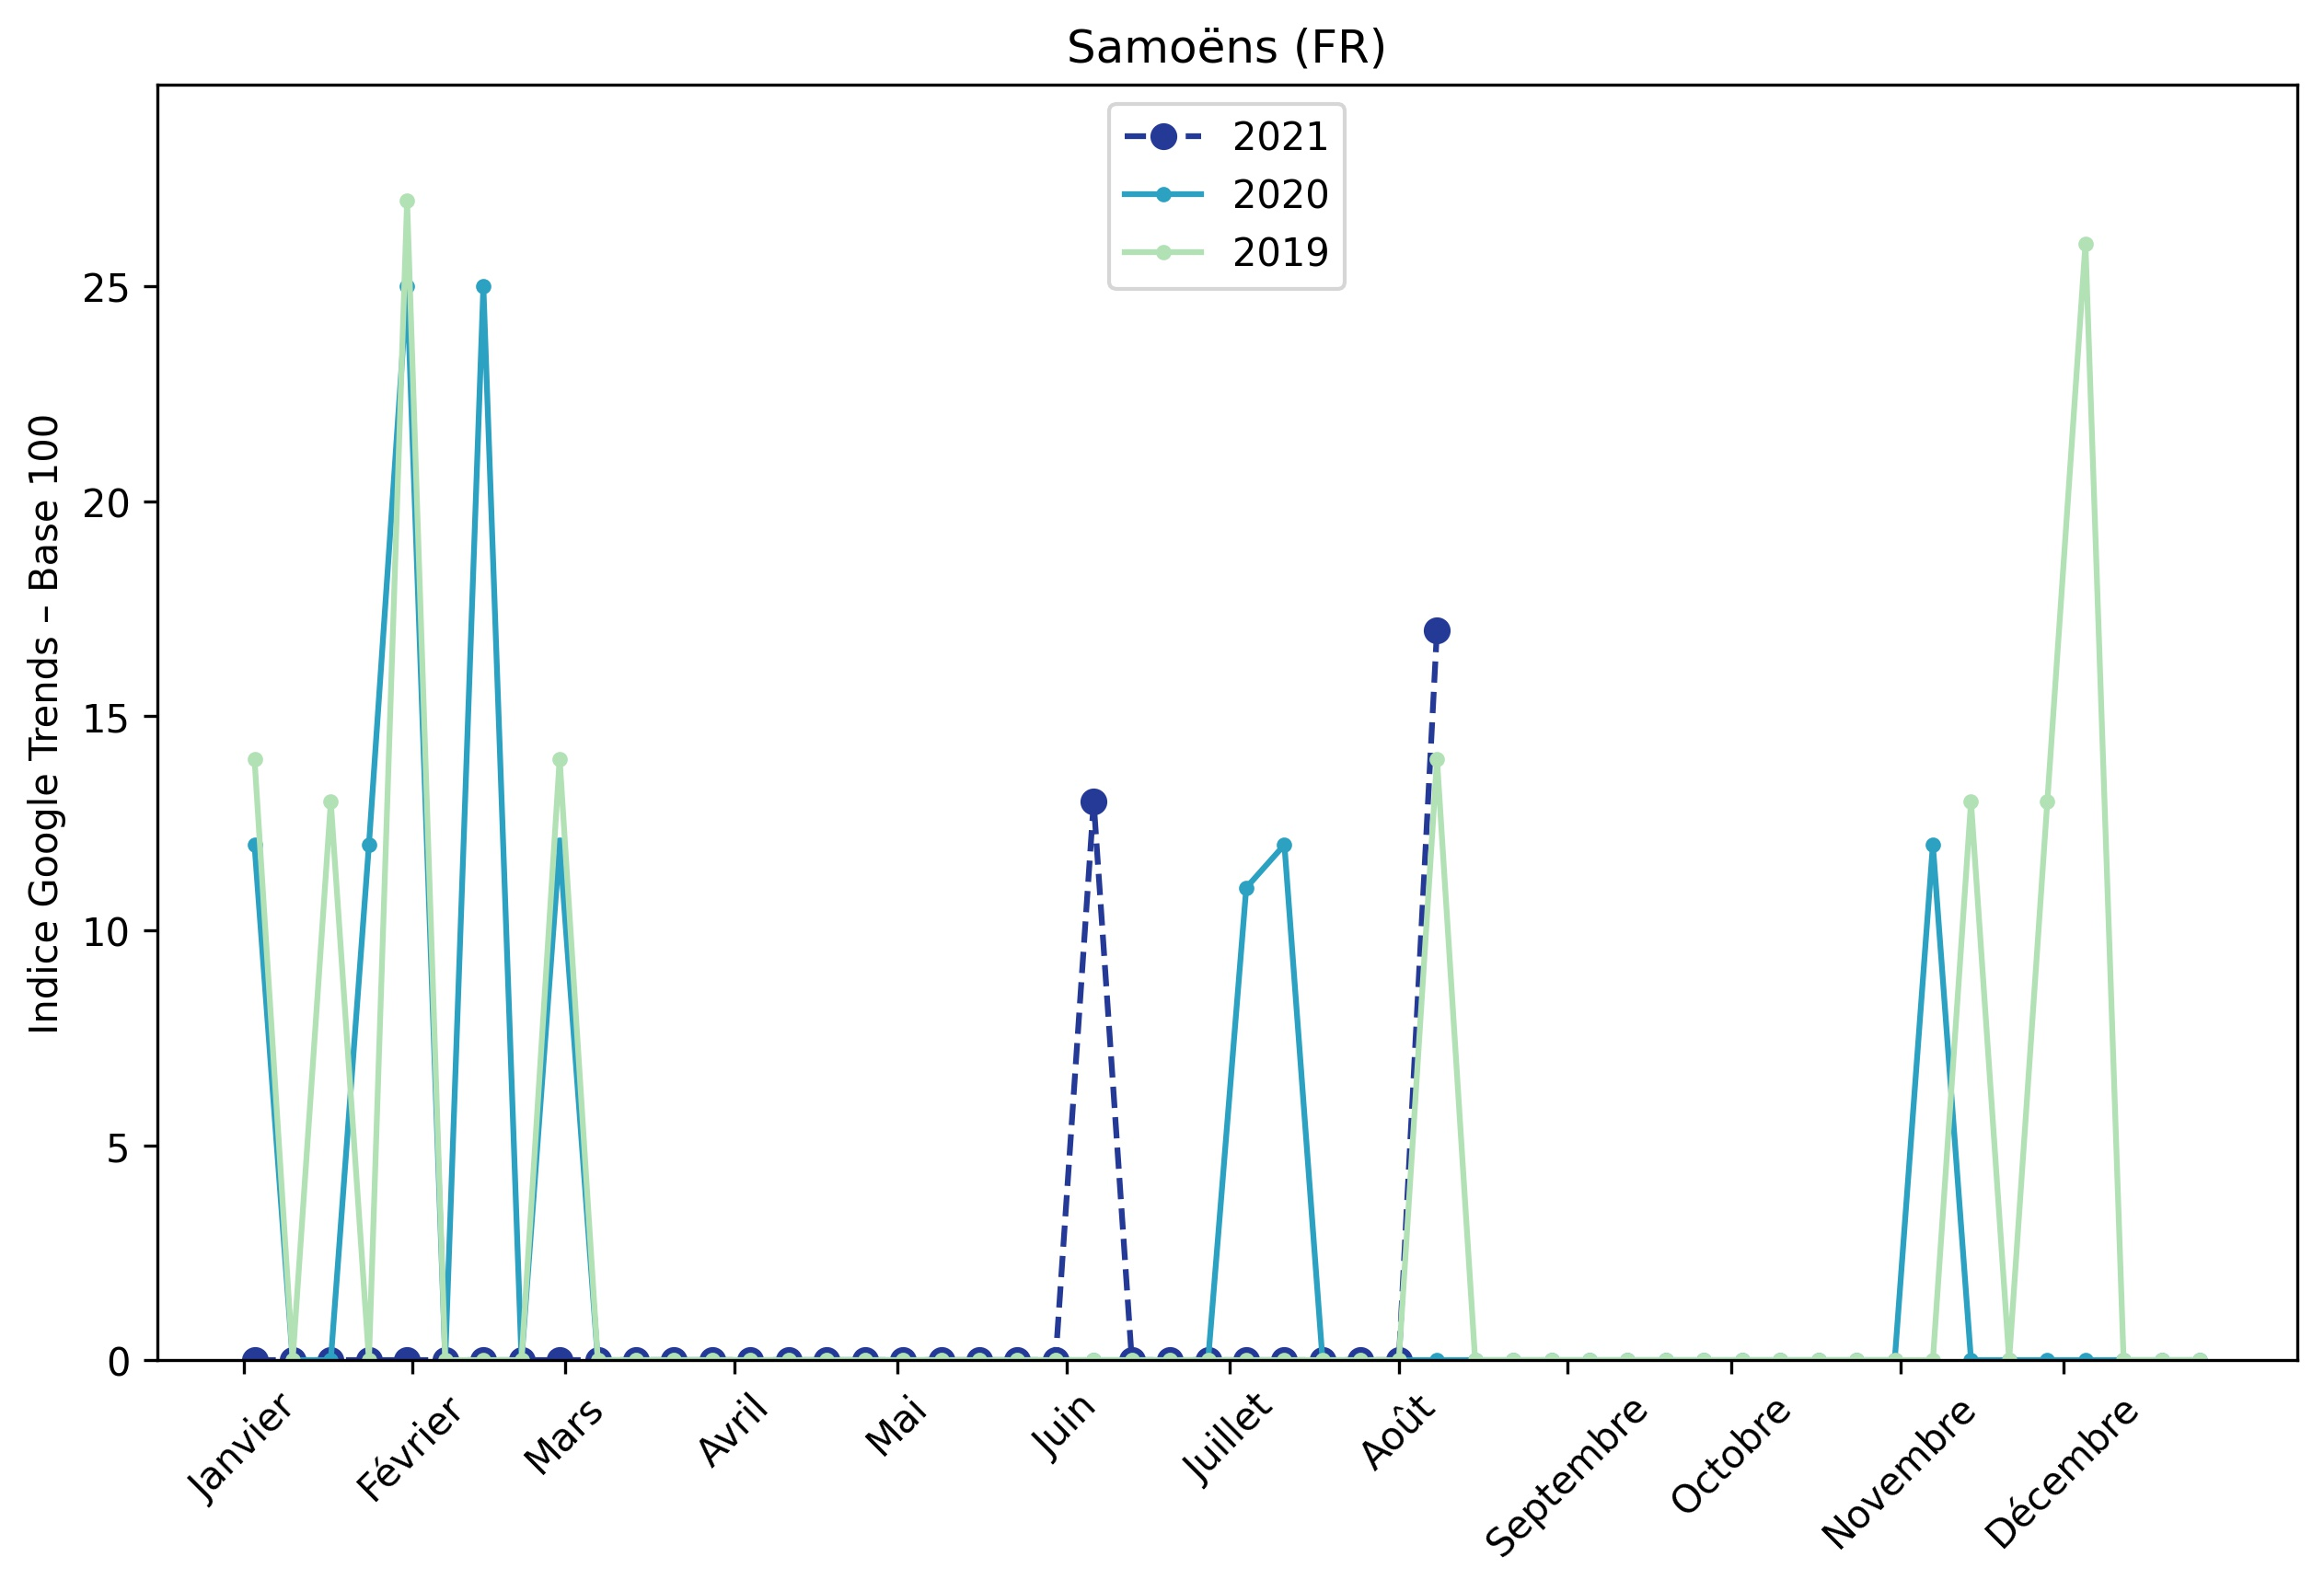 Samoëns (FR)
2021
2020
2019
Indice Google Trends – Base 100
25
20
15
10
5
0
Janvier
Février
Mars
Avril
Mai
Juin
Juillet
Août
Septembre
Octobre
Novembre
Décembre